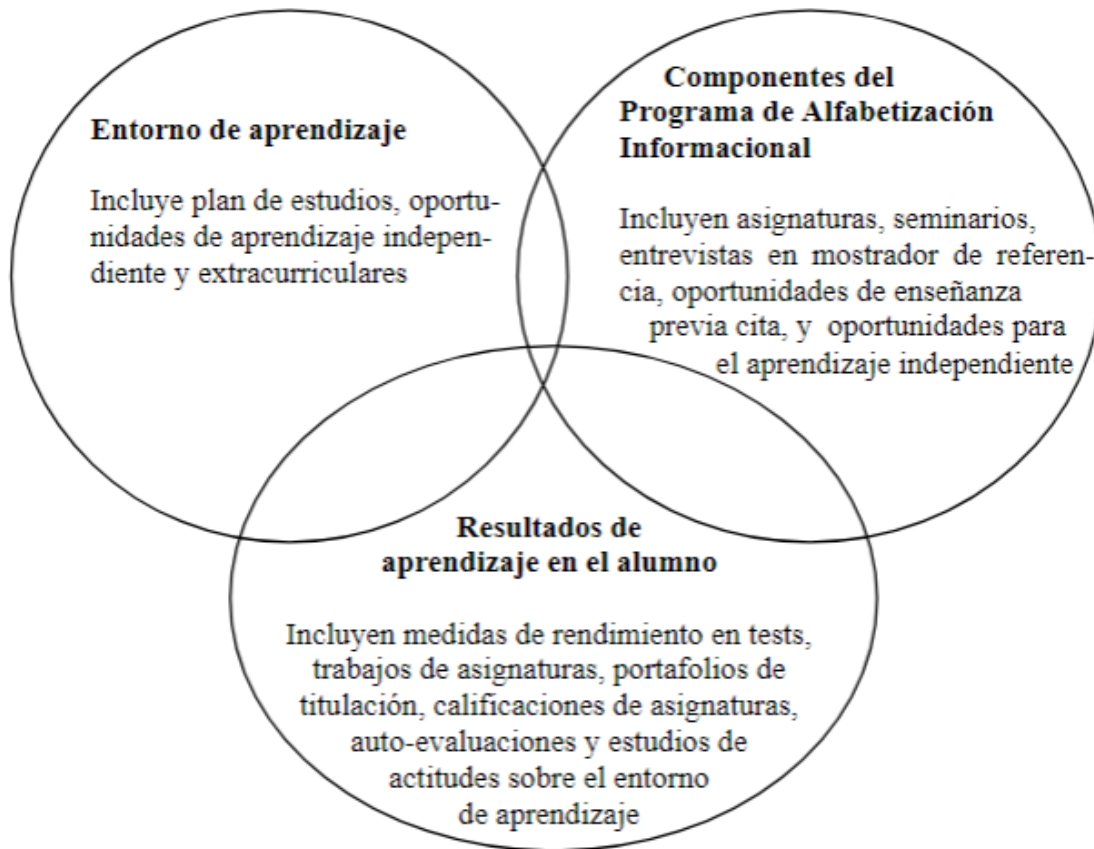 Entorno de aprendizaje
Incluye plan de estudios, oportu-
nidades de aprendizaje indepen-
diente y extracurriculares
Componentes del
Programa de Alfabetización
Informacional
Incluyen asignaturas, seminarios,
entrevistas en mostrador de referen-
cia, oportunidades de enseñanza
previa cita, y oportunidades para
el aprendizaje independiente
Resultados de
aprendizaje en el alumno
Incluyen medidas de rendimiento en tests,
trabajos de asignaturas, portafolios de
titulación, calificaciones de asignaturas,
auto-evaluaciones y estudios de
actitudes sobre el entorno
de aprendizaje